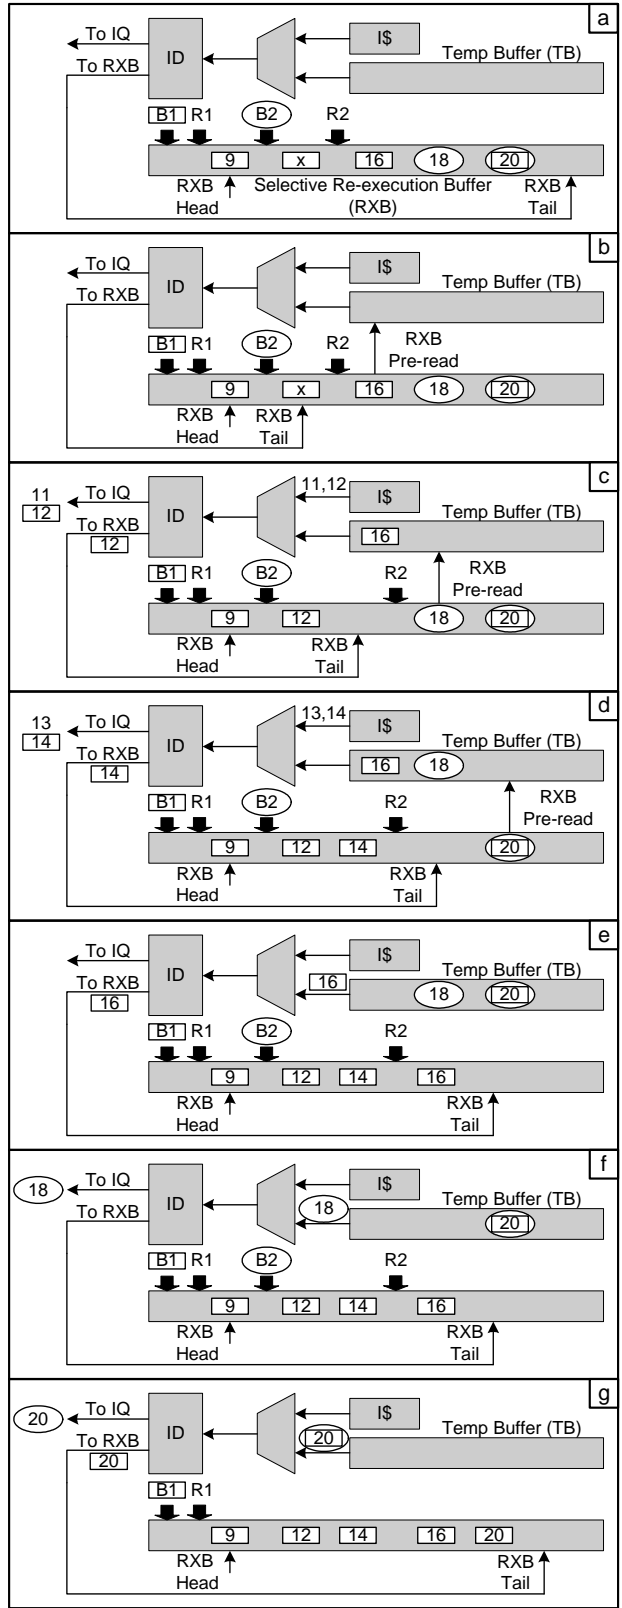 a
To IQ
I$
ID
Temp Buffer (TB)
To RXB
B1 R1 B2 R2
9 x 16 18 20
RXB Head
Selective Re-execution Buffer (RXB)
RXB Tail
b
To IQ
I$
ID
Temp Buffer (TB)
To RXB
RXB Pre-read
B1 R1 B2 R2
9 x 16 18 20
RXB Head
RXB Tail
c
11
12
To IQ
11,12
I$
ID
Temp Buffer (TB)
To RXB
12
16
RXB Pre-read
B1 R1 B2 R2
9 12 18 20
RXB Head
RXB Tail
d
13
14
To IQ
13,14
I$
ID
Temp Buffer (TB)
To RXB
14
16 18
RXB Pre-read
B1 R1 B2 R2
9 12 14 20
RXB Head
RXB Tail
e
To IQ
I$
ID
Temp Buffer (TB)
To RXB
16
16
18 20
B1 R1 B2 R2
9 12 14 16
RXB Head
RXB Tail
f
18
To IQ
I$
ID
18
Temp Buffer (TB)
To RXB
20
B1 R1 B2 R2
9 12 14 16
RXB Head
RXB Tail
g
20
To IQ
I$
ID
20
Temp Buffer (TB)
To RXB
20
B1 R1
9 12 14 16 20
RXB Head
RXB Tail